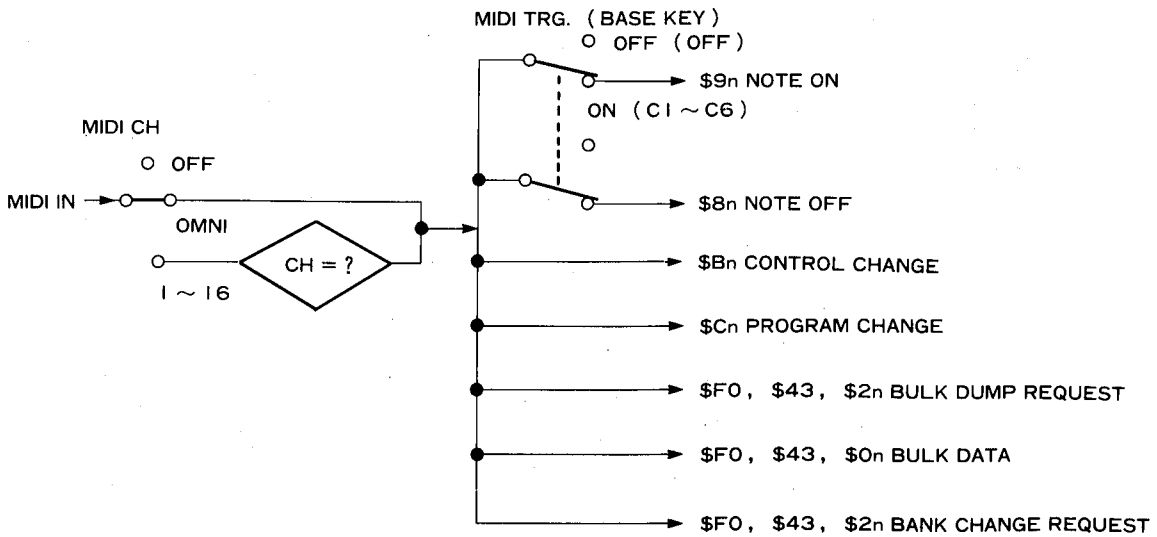 MIDI TRG. (BASE KEY)
OFF (OFF)
$9n NOTE ON
ON (C1 ~ C6)
MIDI CH
OFF
MIDI IN
OMNI
$8n NOTE OFF
CH = ?
1 ~ 16
$Bn CONTROL CHANGE
$Cn PROGRAM CHANGE
$F0, $43, $2n BULK DUMP REQUEST
$F0, $43, $0n BULK DATA
$F0, $43, $2n BANK CHANGE REQUEST